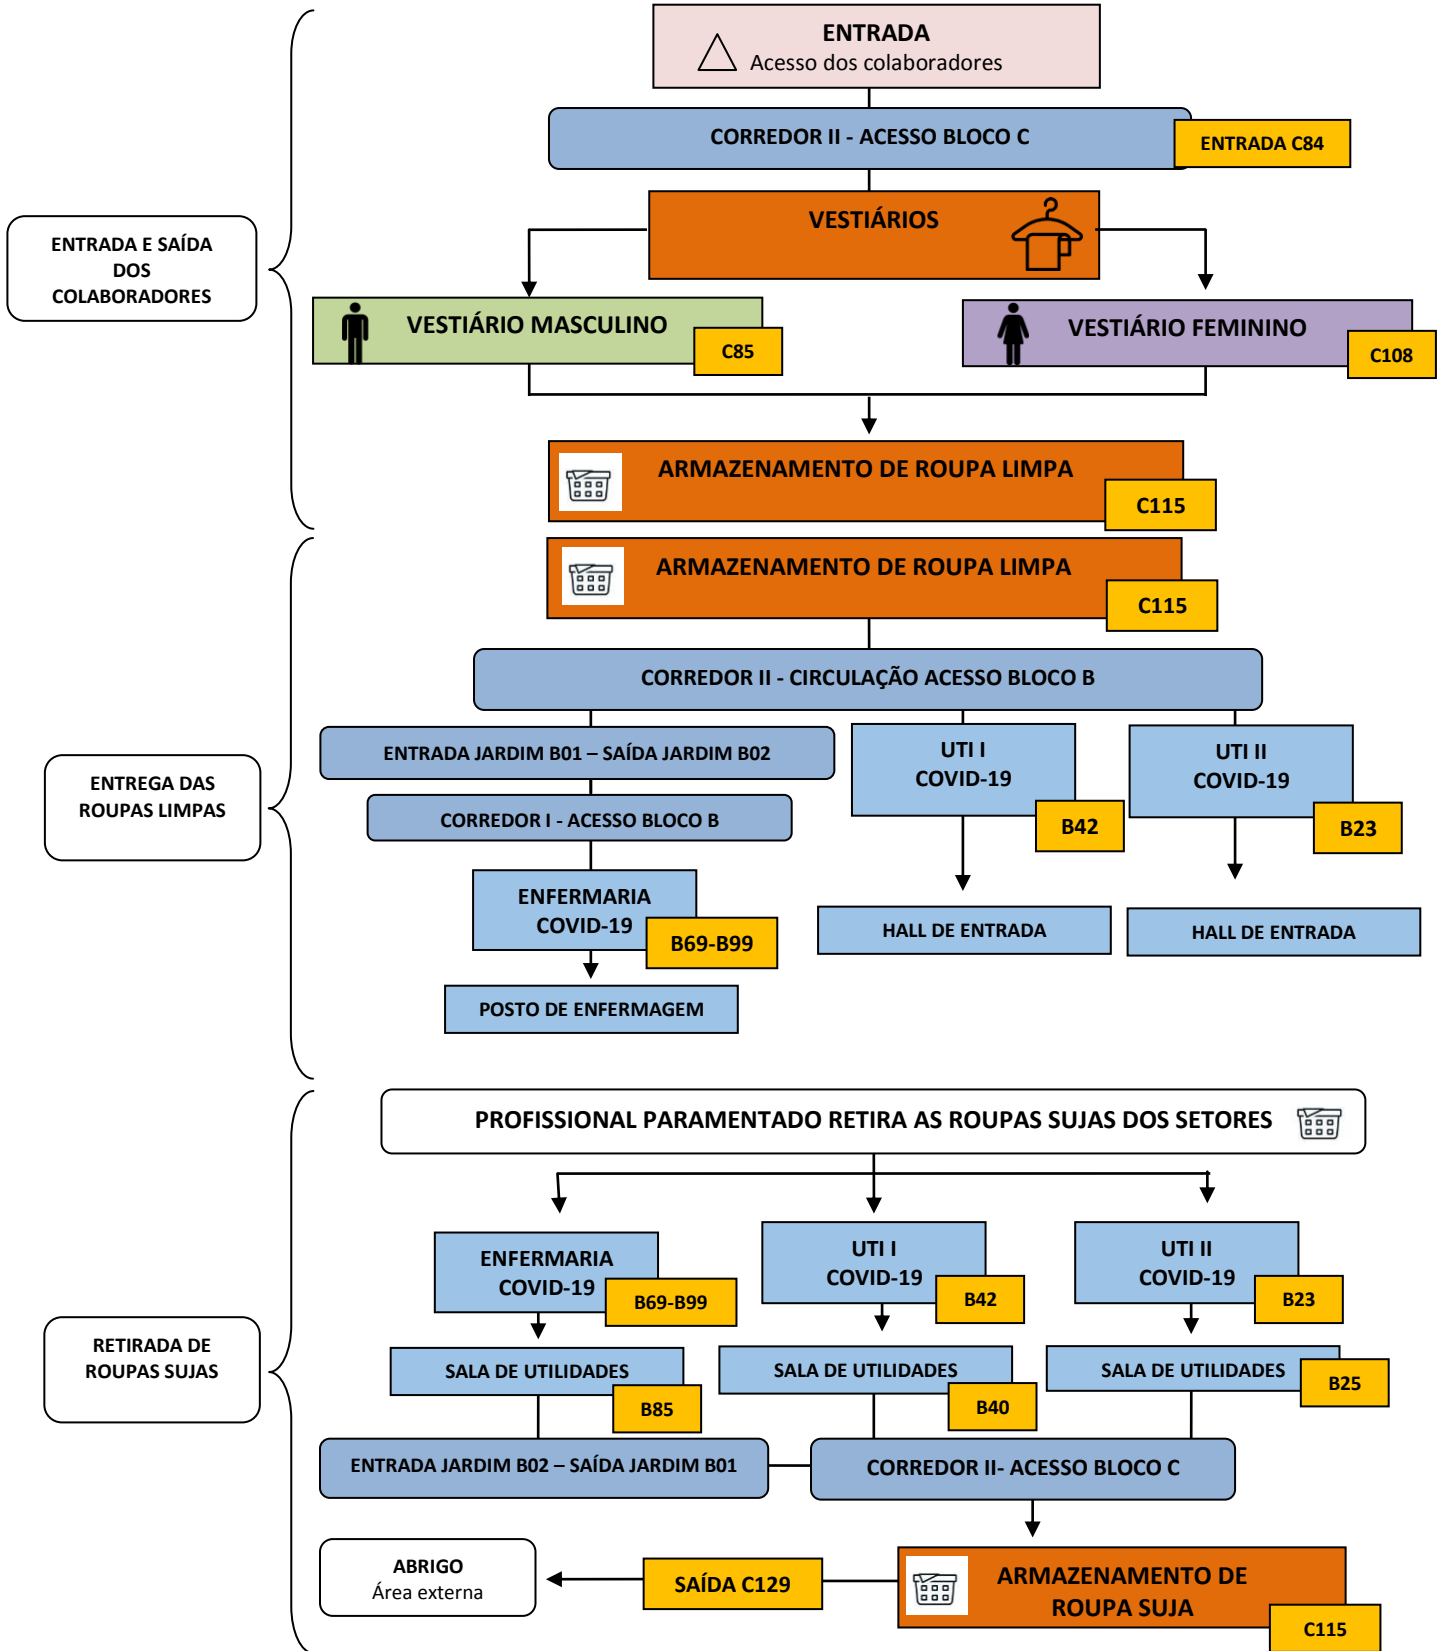 ENTRADA
Acesso dos colaboradores
CORREDOR II - ACESSO BLOCO C
ENTRADA C84
VESTIÁRIOS
ENTRADA E SAÍDA
DOS
COLABORADORES
VESTIÁRIO MASCULINO
C85
VESTIÁRIO FEMININO
C108
ARMAZENAMENTO DE ROUPA LIMPA
C115
ARMAZENAMENTO DE ROUPA LIMPA
C115
CORREDOR II - CIRCULAÇÃO ACESSO BLOCO B
ENTREGA DAS
ROUPAS LIMPAS
ENTRADA JARDIM B01 – SAÍDA JARDIM B02
CORREDOR I - ACESSO BLOCO B
ENFERMARIA
COVID-19
B69-B99
POSTO DE ENFERMAGEM
UTI I
COVID-19
B42
HALL DE ENTRADA
UTI II
COVID-19
B23
HALL DE ENTRADA
PROFISSIONAL PARAMENTADO RETIRA AS ROUPAS SUJAS DOS SETORES
RETIRADA DE
ROUPAS SUJAS
ENFERMARIA
COVID-19
B69-B99
SALA DE UTILIDADES
B85
UTI I
COVID-19
B42
SALA DE UTILIDADES
B40
UTI II
COVID-19
B23
SALA DE UTILIDADES
B25
ENTRADA JARDIM B02 – SAÍDA JARDIM B01
CORREDOR II- ACESSO BLOCO C
ARMAZENAMENTO DE
ROUPA SUJA
C115
SAÍDA C129
ABRIGO
Área externa